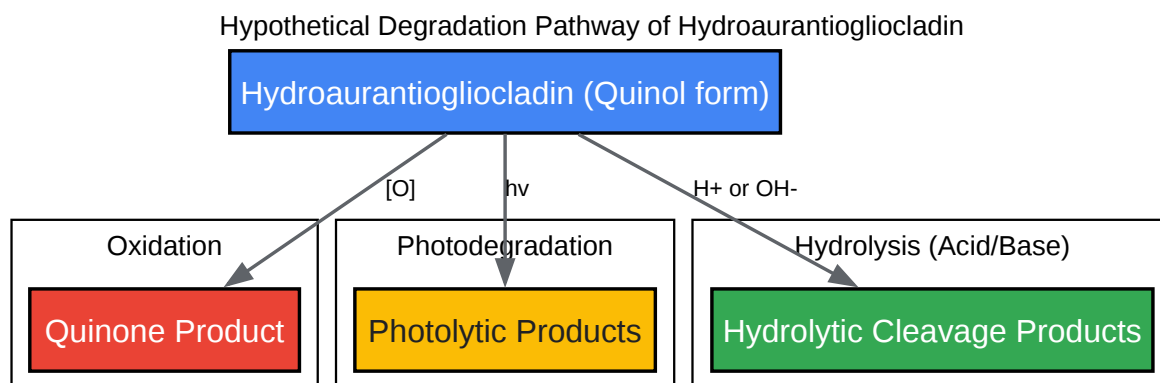 Hypothetical Degradation Pathway of Hydroaurantiogliocladin
Hydroaurantiogliocladin (Quinol form)
[O]
hv
H+ or OH-
Oxidation
Photodegradation
Hydrolysis (Acid/Base)
Quinone Product
Photolytic Products
Hydrolytic Cleavage Products